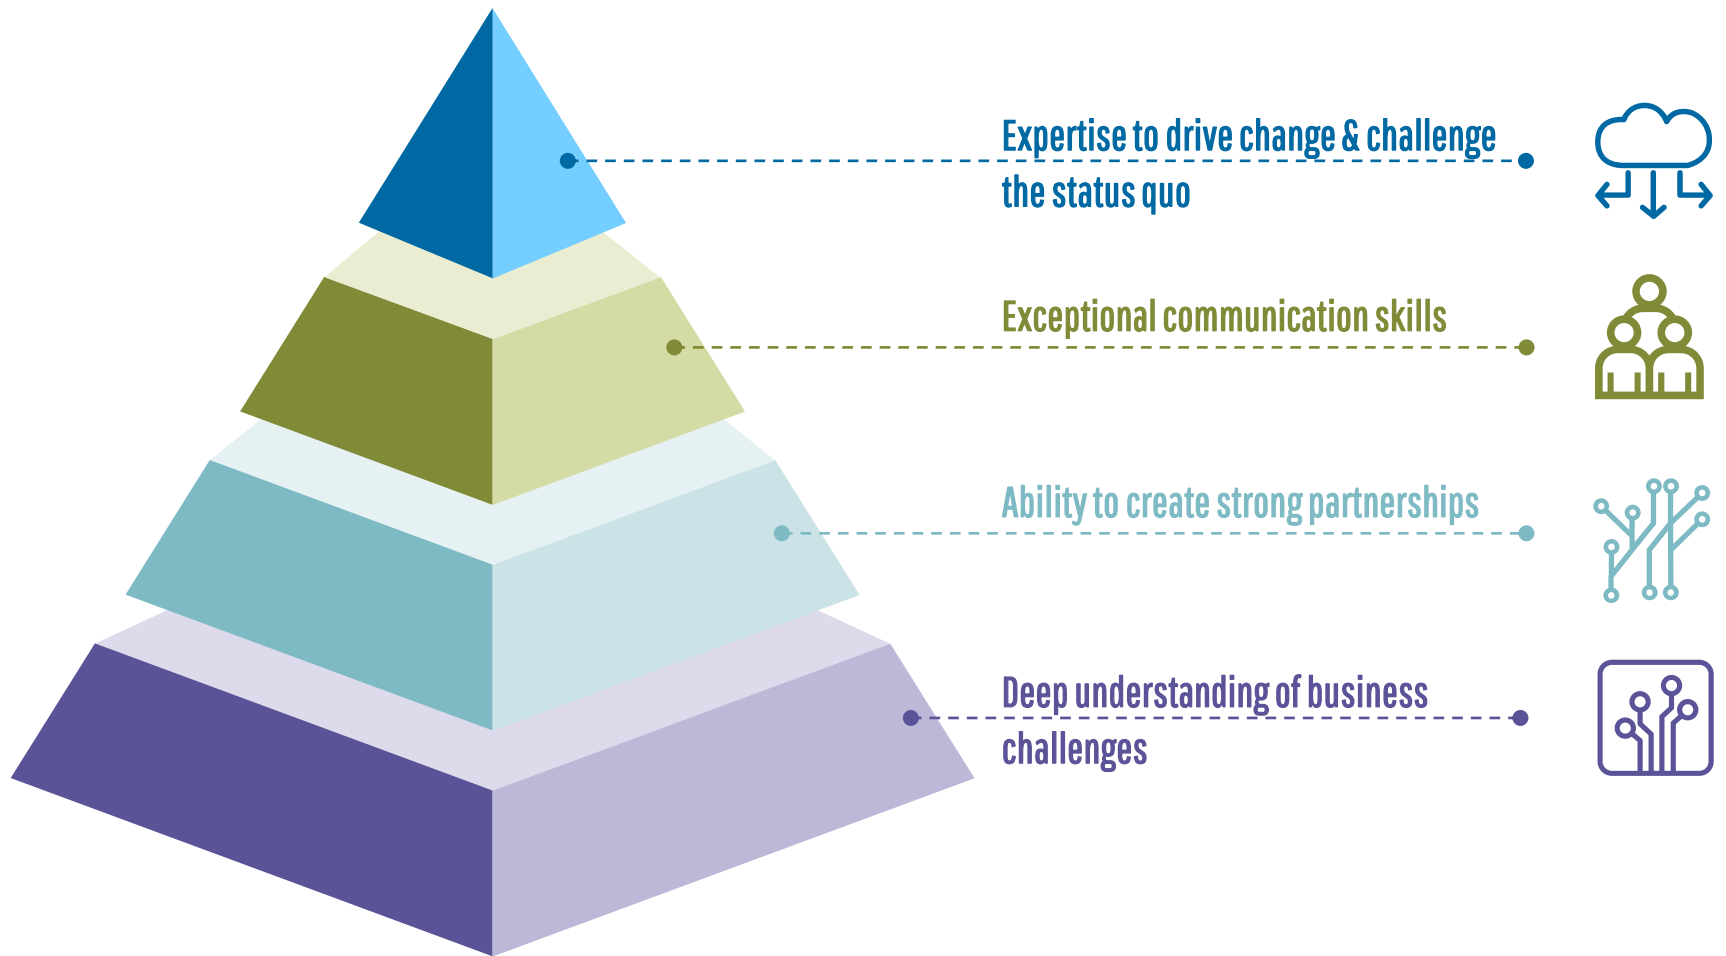 Expertise to drive change & challenge
the status quo
Exceptional communication skills
Ability to create strong partnerships
Deep understanding of business
challenges